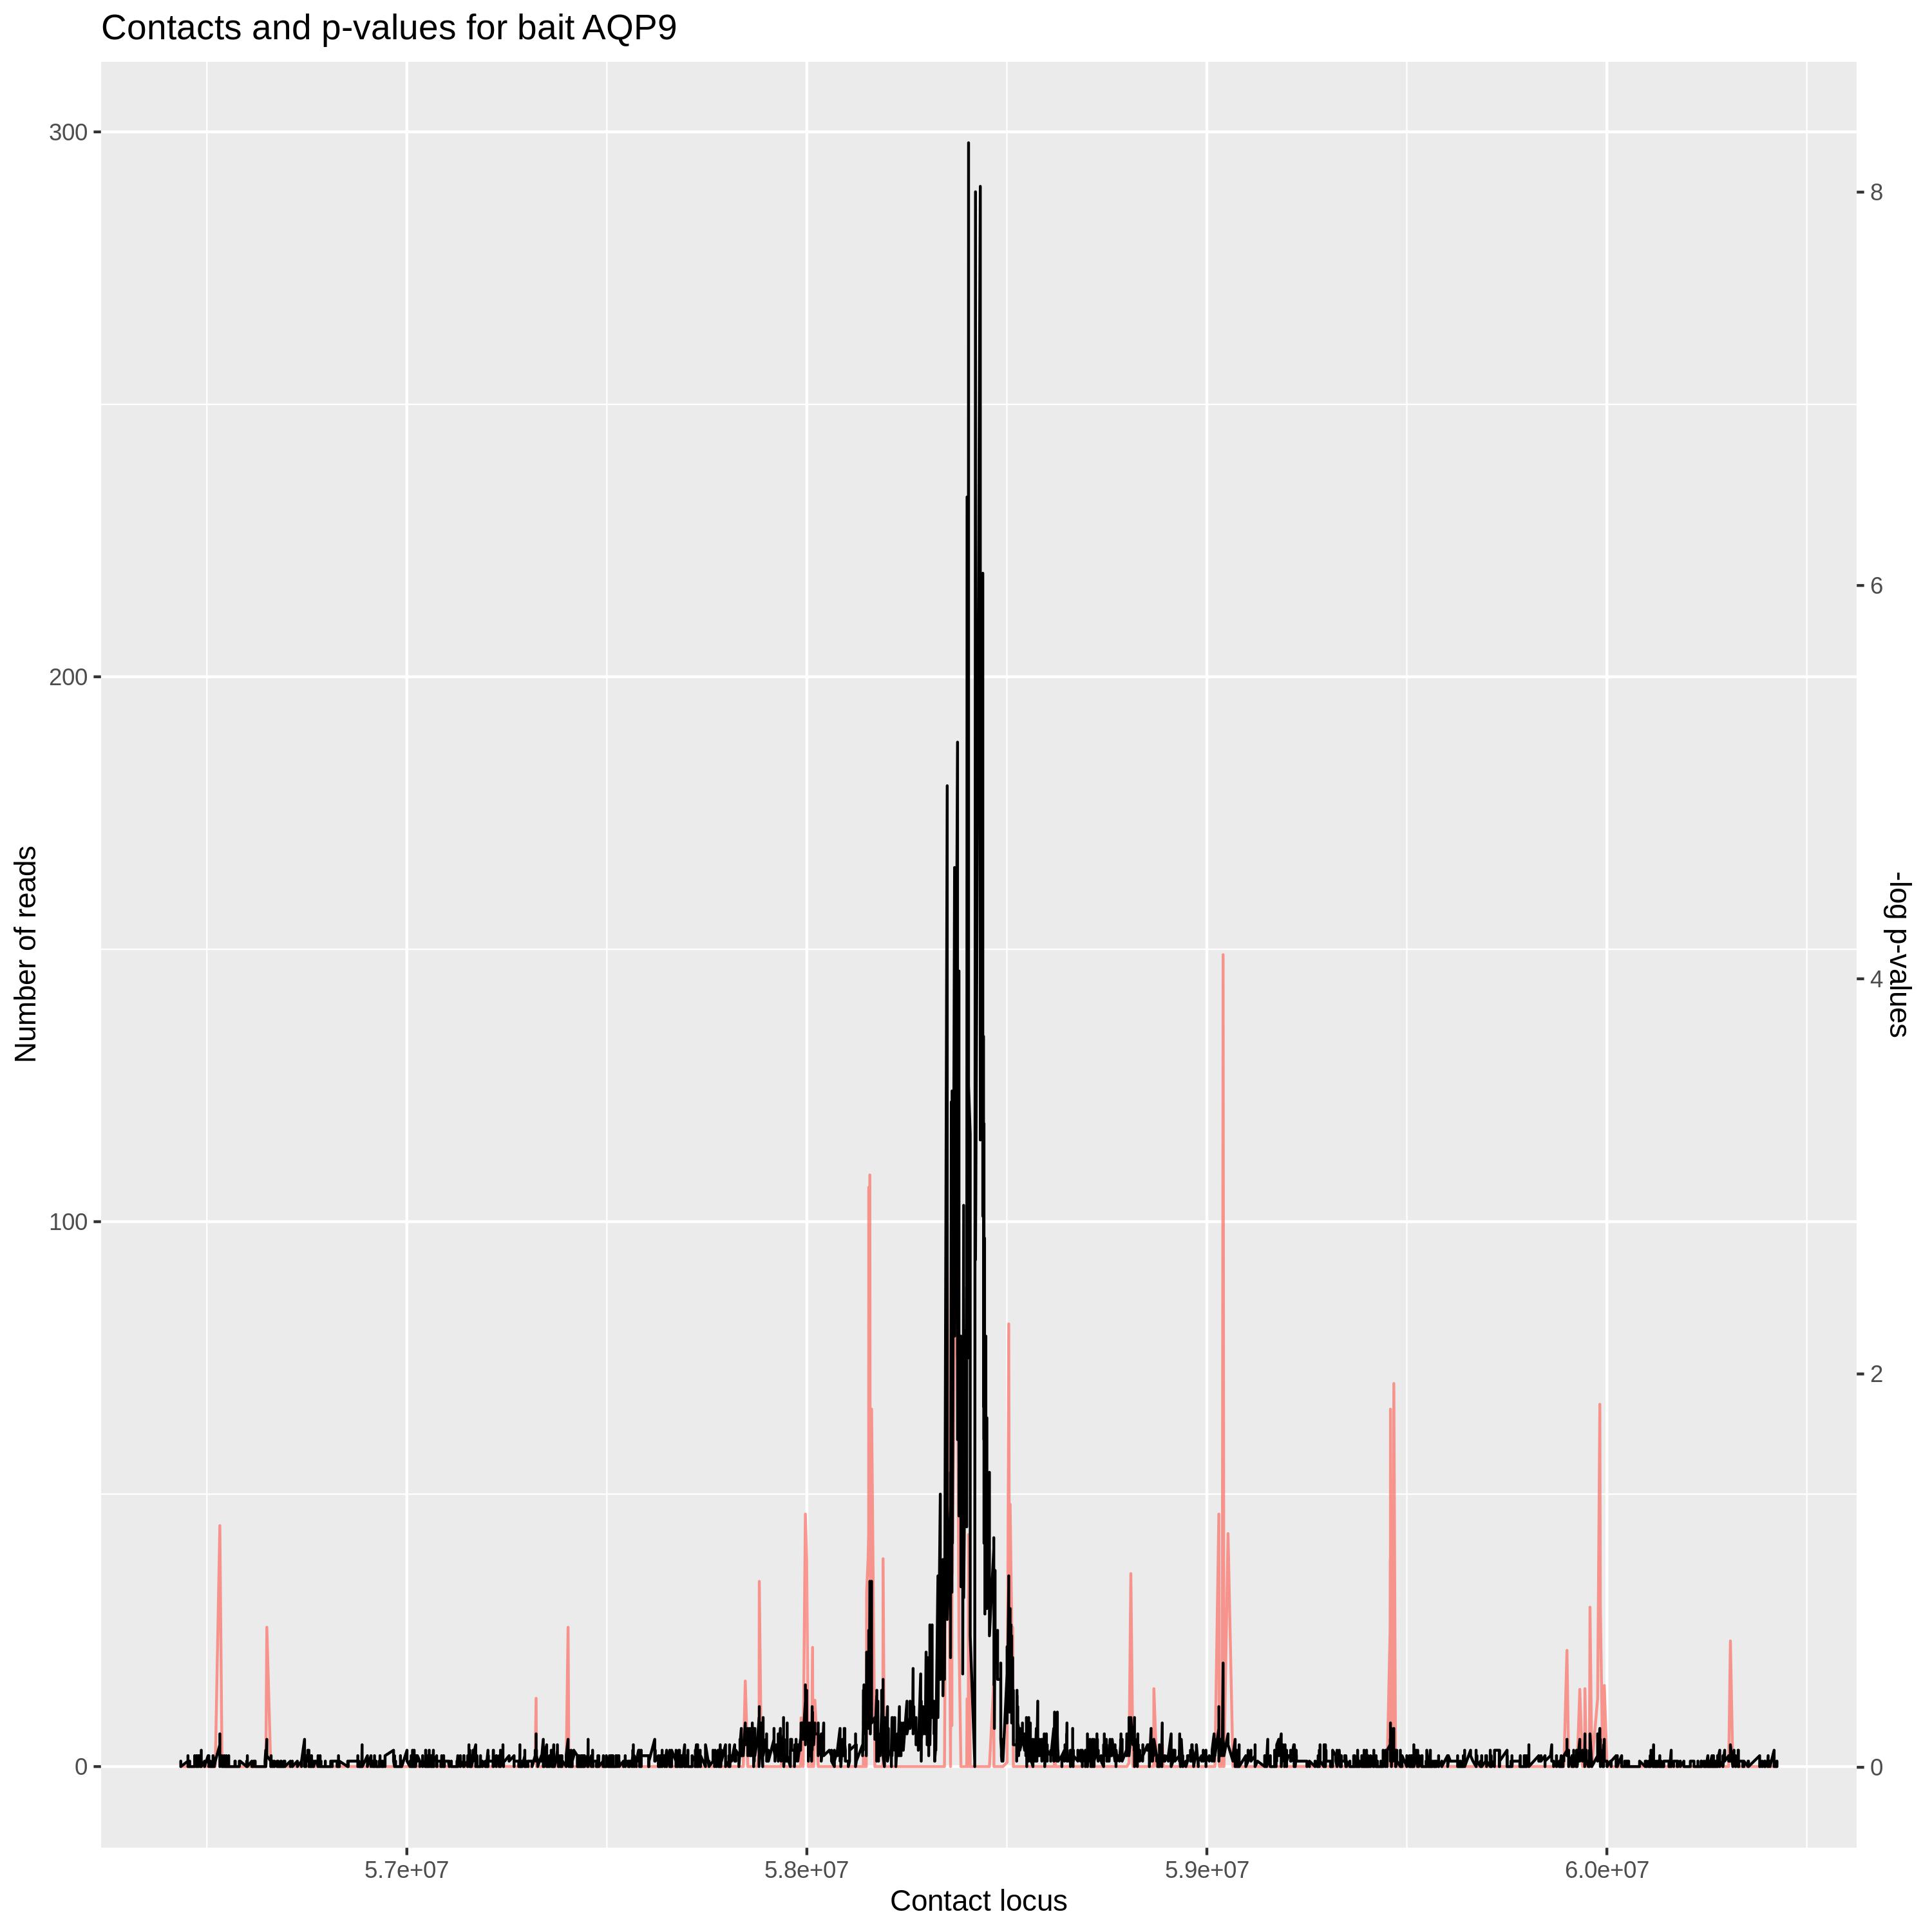 Contacts and p-values for bait AQP9
300
200
100
0
Number of reads
8
6
4
2
0
-log p-values
5.7e+07
5.8e+07
5.9e+07
6.0e+07
Contact locus